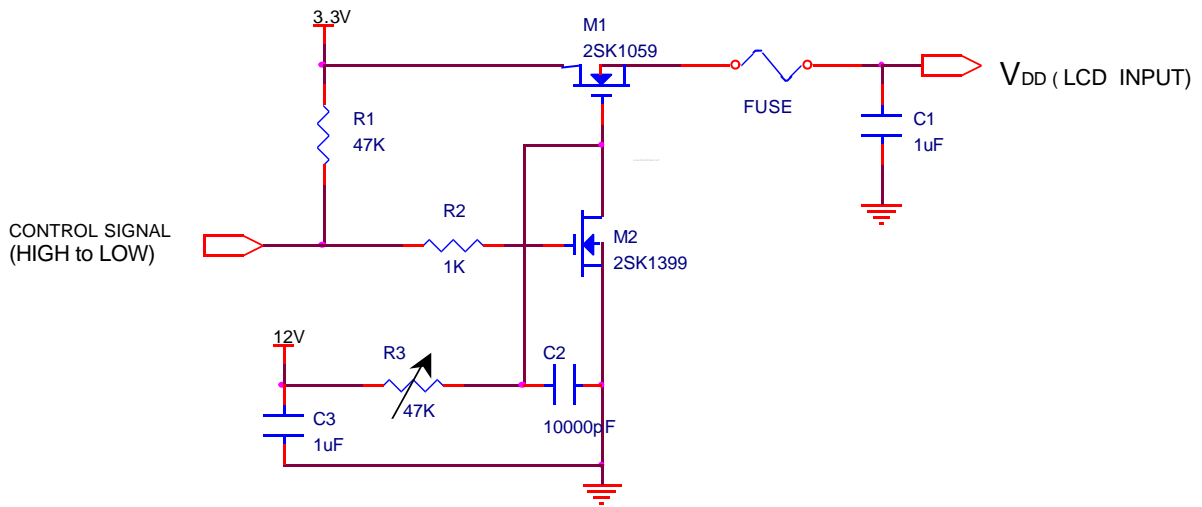 3.3V
M1
2SK1059
FUSE
VDD ( LCD INPUT)
R1
47K
C1
1uF
CONTROL SIGNAL
(HIGH to LOW)
R2
1K
M2
2SK1399
12V
R3
47K
C2
10000pF
C3
1uF